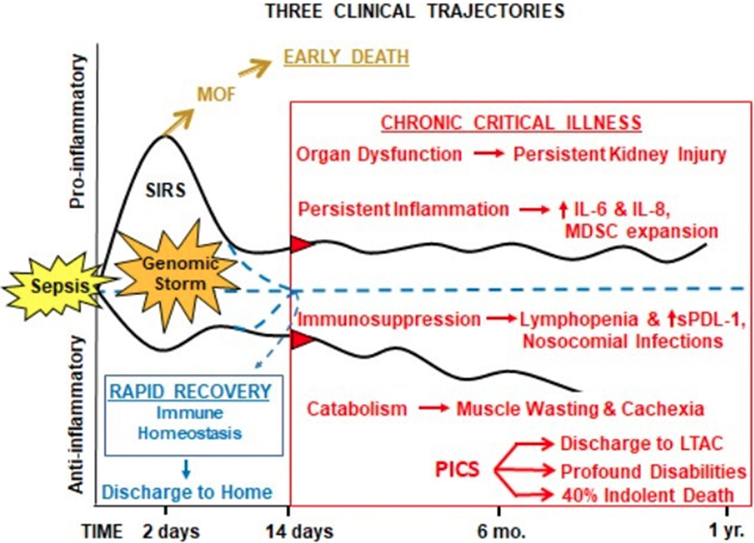 THREE CLINICAL TRAJECTORIES
Pro-inflammatory
Anti-inflammatory
EARLY DEATH
MOF
SIRS
Sepsis
Genomic
Storm
CHRONIC CRITICAL ILLNESS
Organ Dysfunction → Persistent Kidney Injury
Persistent Inflammation → ↑ IL-6 & IL-8,
MDSC expansion
Immunosuppression → Lymphopenia & ↑sPDL-1,
Nosocomial Infections
RAPID RECOVERY
Immune
Homeostasis
Discharge to Home
Catabolism → Muscle Wasting & Cachexia
PICS
Discharge to LTAC
Profound Disabilities
40% Indolent Death
TIME 2 days 14 days 6 mo. 1 yr.